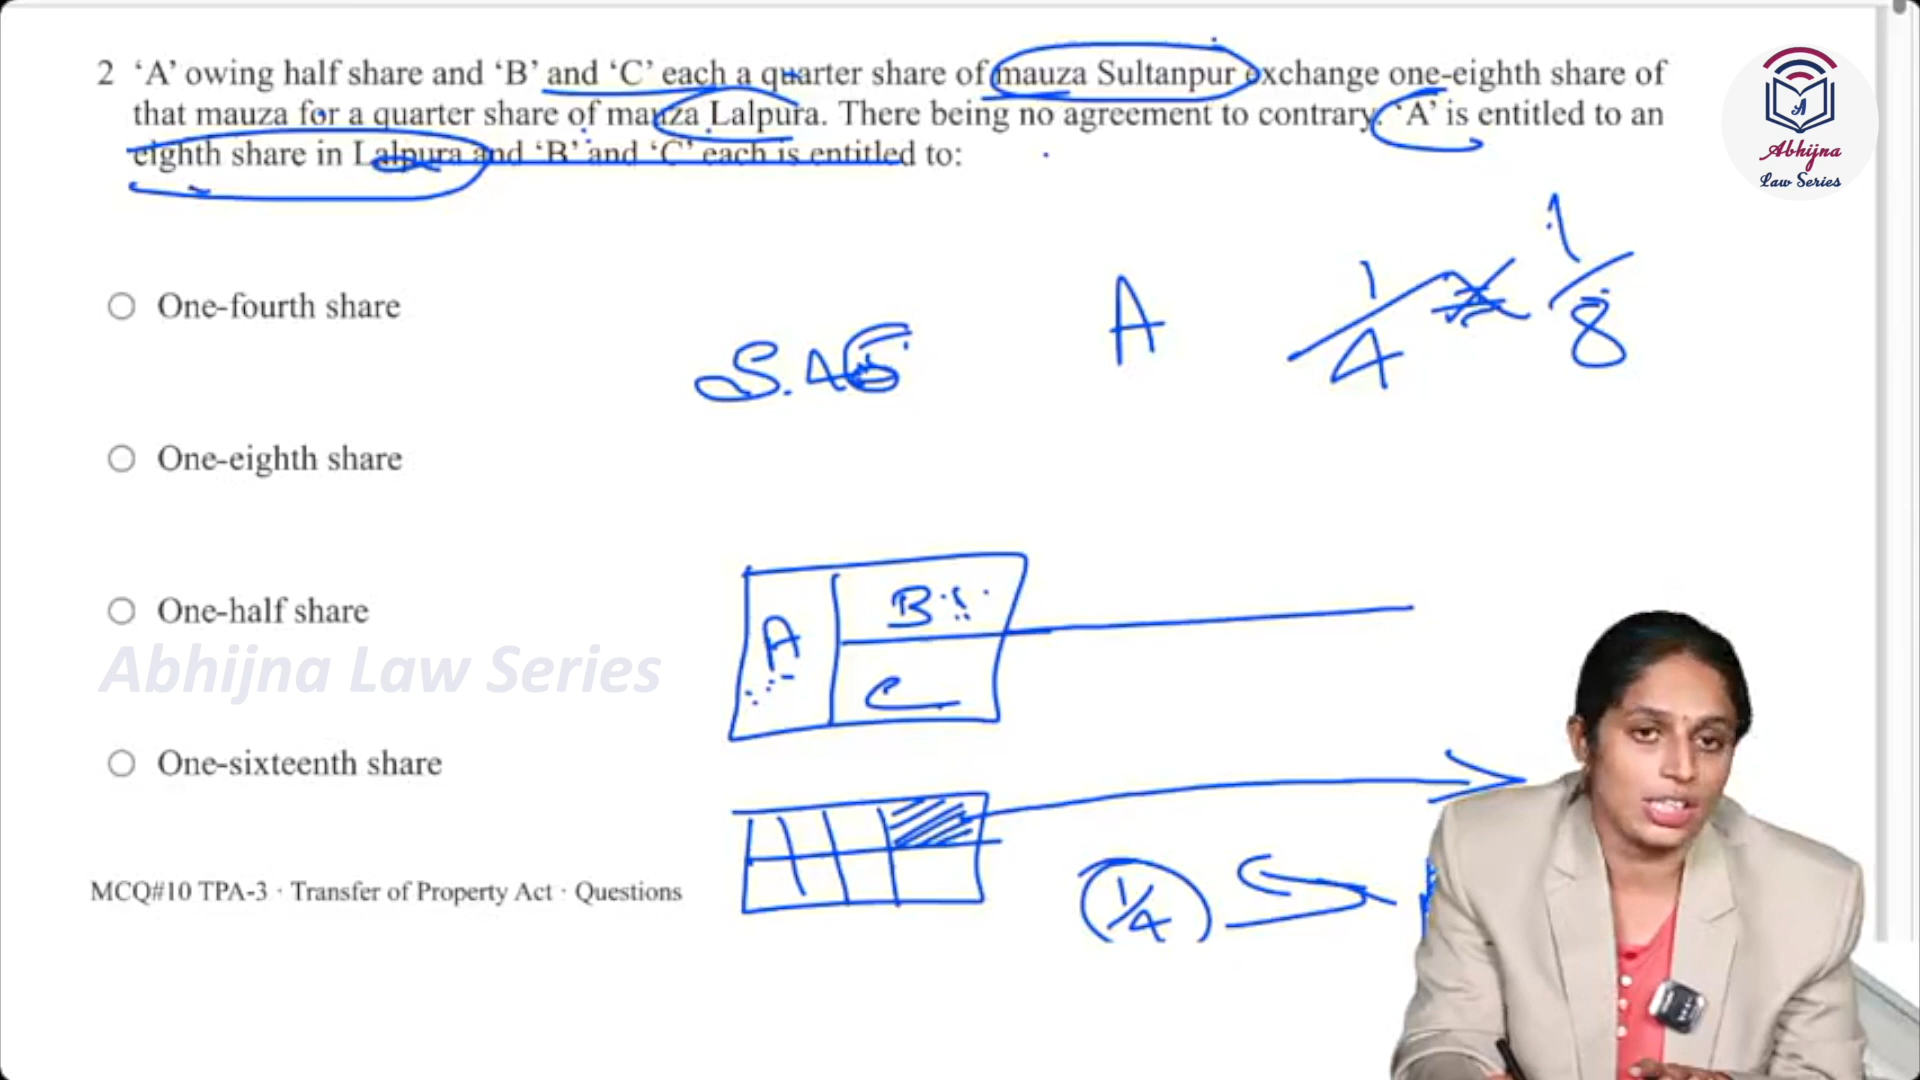 2 ‘A’ owing half share and ‘B’ and ‘C’ each a quarter share of mauza Sultanpur exchange one-eighth share of
that mauza for a quarter share of mauza Lalpura. There being no agreement to contrary. ‘A’ is entitled to an
eighth share in Lalpura and ‘B’ and ‘C’ each is entitled to:
A
Abhijna
Law Series
One-fourth share
S.46
A
1/4
1/8
One-eighth share
One-half share
A
B
C
Abhijna Law Series
One-sixteenth share
1/4
MCQ#10 TPA-3 · Transfer of Property Act · Questions